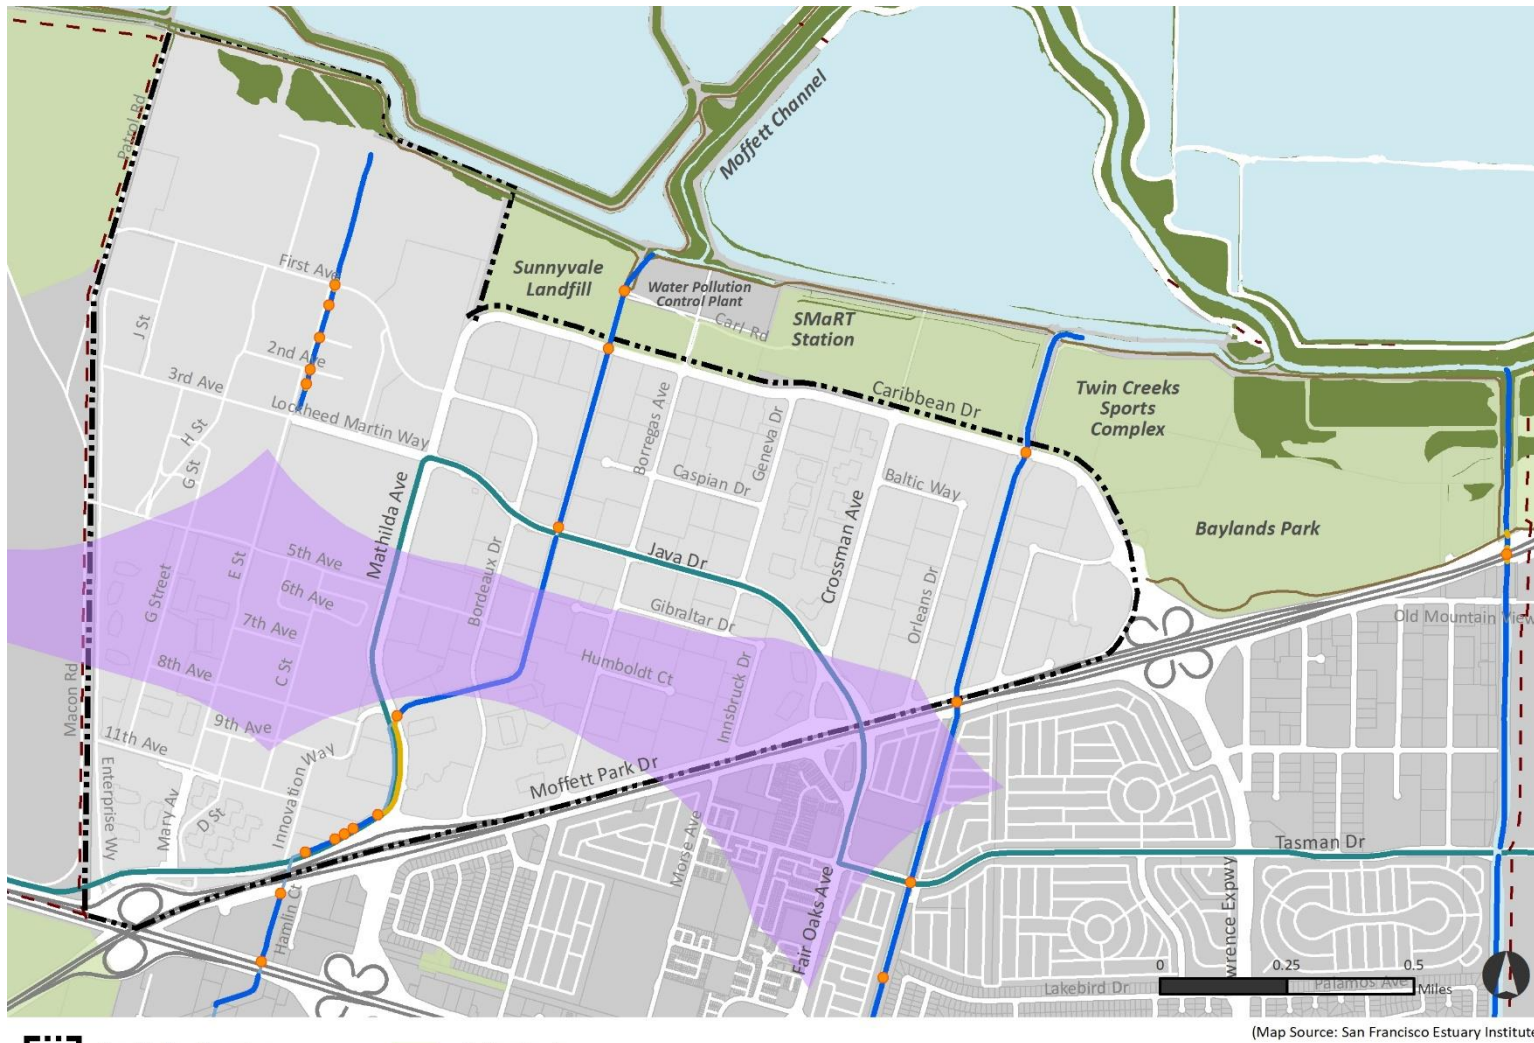 Patrol Rd
Moffett Channel
First Ave
J St
Sunnyvale
Landfill
Water Pollution
Control Plant
Carl Rd
SMaRT
Station
2nd Ave
3rd Ave
Lockheed Martin Way
Caribbean Dr
Twin Creeks
Sports
Complex
H St
G St
Borregas Ave
Geneva Dr
Caspian Dr
Baltic Way
Mathilda Ave
Crossman Ave
Baylands Park
Java Dr
Bordeaux Dr
5th Ave
E St
G Street
6th Ave
7th Ave
Gibraltar Dr
Orleans Dr
Old Mountain View
8th Ave
C St
Humboldt Ct
Innsbruck Dr
Macon Rd
9th Ave
11th Ave
Innovation Way
Moffett Park Dr
Enterprise Wy
Mary Av
D St
Morse Ave
Tasman Dr
Hamlin Ct
Fair Oaks Ave
wrence Expwy
0 0.25 0.5
Miles
Lakebird Dr
Palamos Ave
(Map Source: San Francisco Estuary Institute